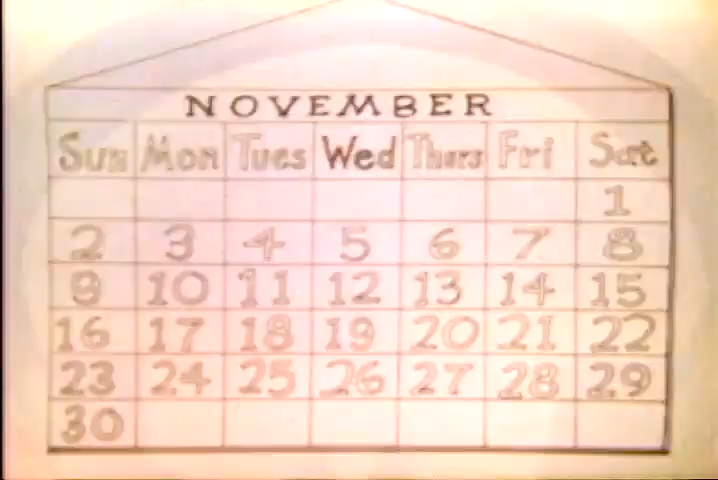 NOVEMBER
Sun Mon Tues Wed Thurs Fri Sat
1
2 3 4 5 6 7 8
9 10 11 12 13 14 15
16 17 18 19 20 21 22
23 24 25 26 27 28 29
30